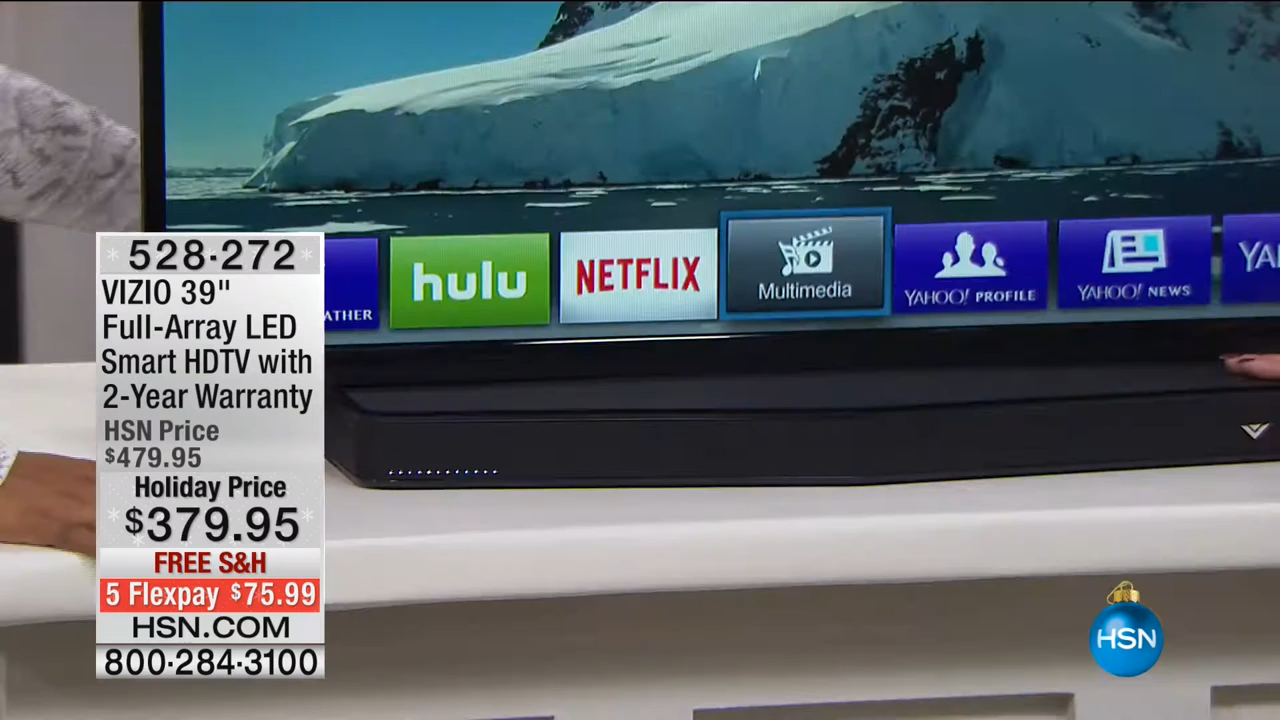 528·272
VIZIO 39"
Full-Array LED
Smart HDTV with
2-Year Warranty
HSN Price
$479.95
Holiday Price
$379.95
FREE S&H
5 Flexpay $75.99
HSN.COM
800·284·3100
ATHER
hulu
NETFLIX
Multimedia
YAHOO! PROFILE
YAHOO! NEWS
YA
HSN